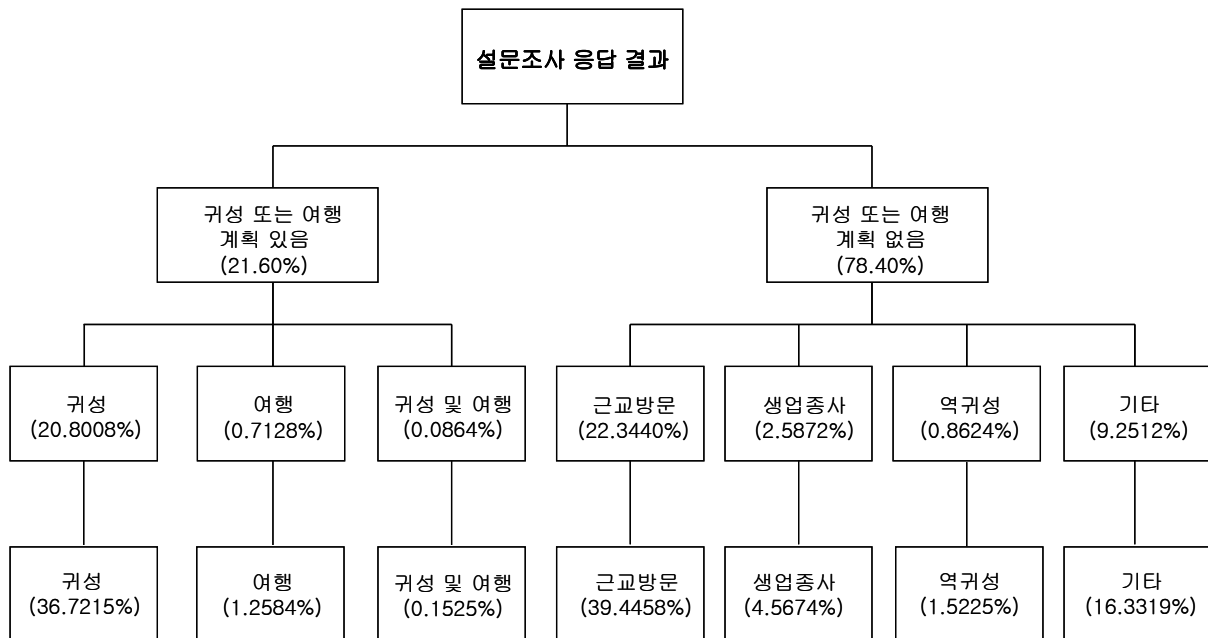 설문조사 응답 결과
귀성 또는 여행
계획 있음
(21.60%)
귀성 또는 여행
계획 없음
(78.40%)
귀성
(20.8008%)
여행
(0.7128%)
귀성 및 여행
(0.0864%)
근교방문
(22.3440%)
생업종사
(2.5872%)
역귀성
(0.8624%)
기타
(9.2512%)
귀성
(36.7215%)
여행
(1.2584%)
귀성 및 여행
(0.1525%)
근교방문
(39.4458%)
생업종사
(4.5674%)
역귀성
(1.5225%)
기타
(16.3319%)